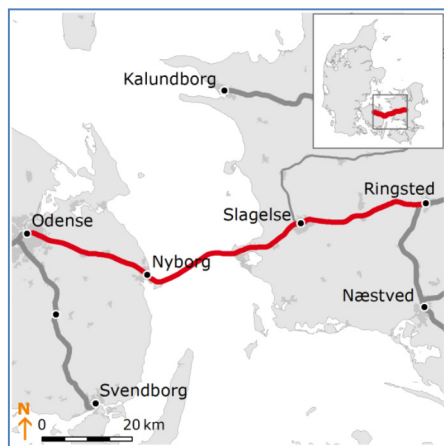 Kalundborg
Ringsted
Slagelse
Odense
Nyborg
Næstved
Svendborg
N
0 20 km